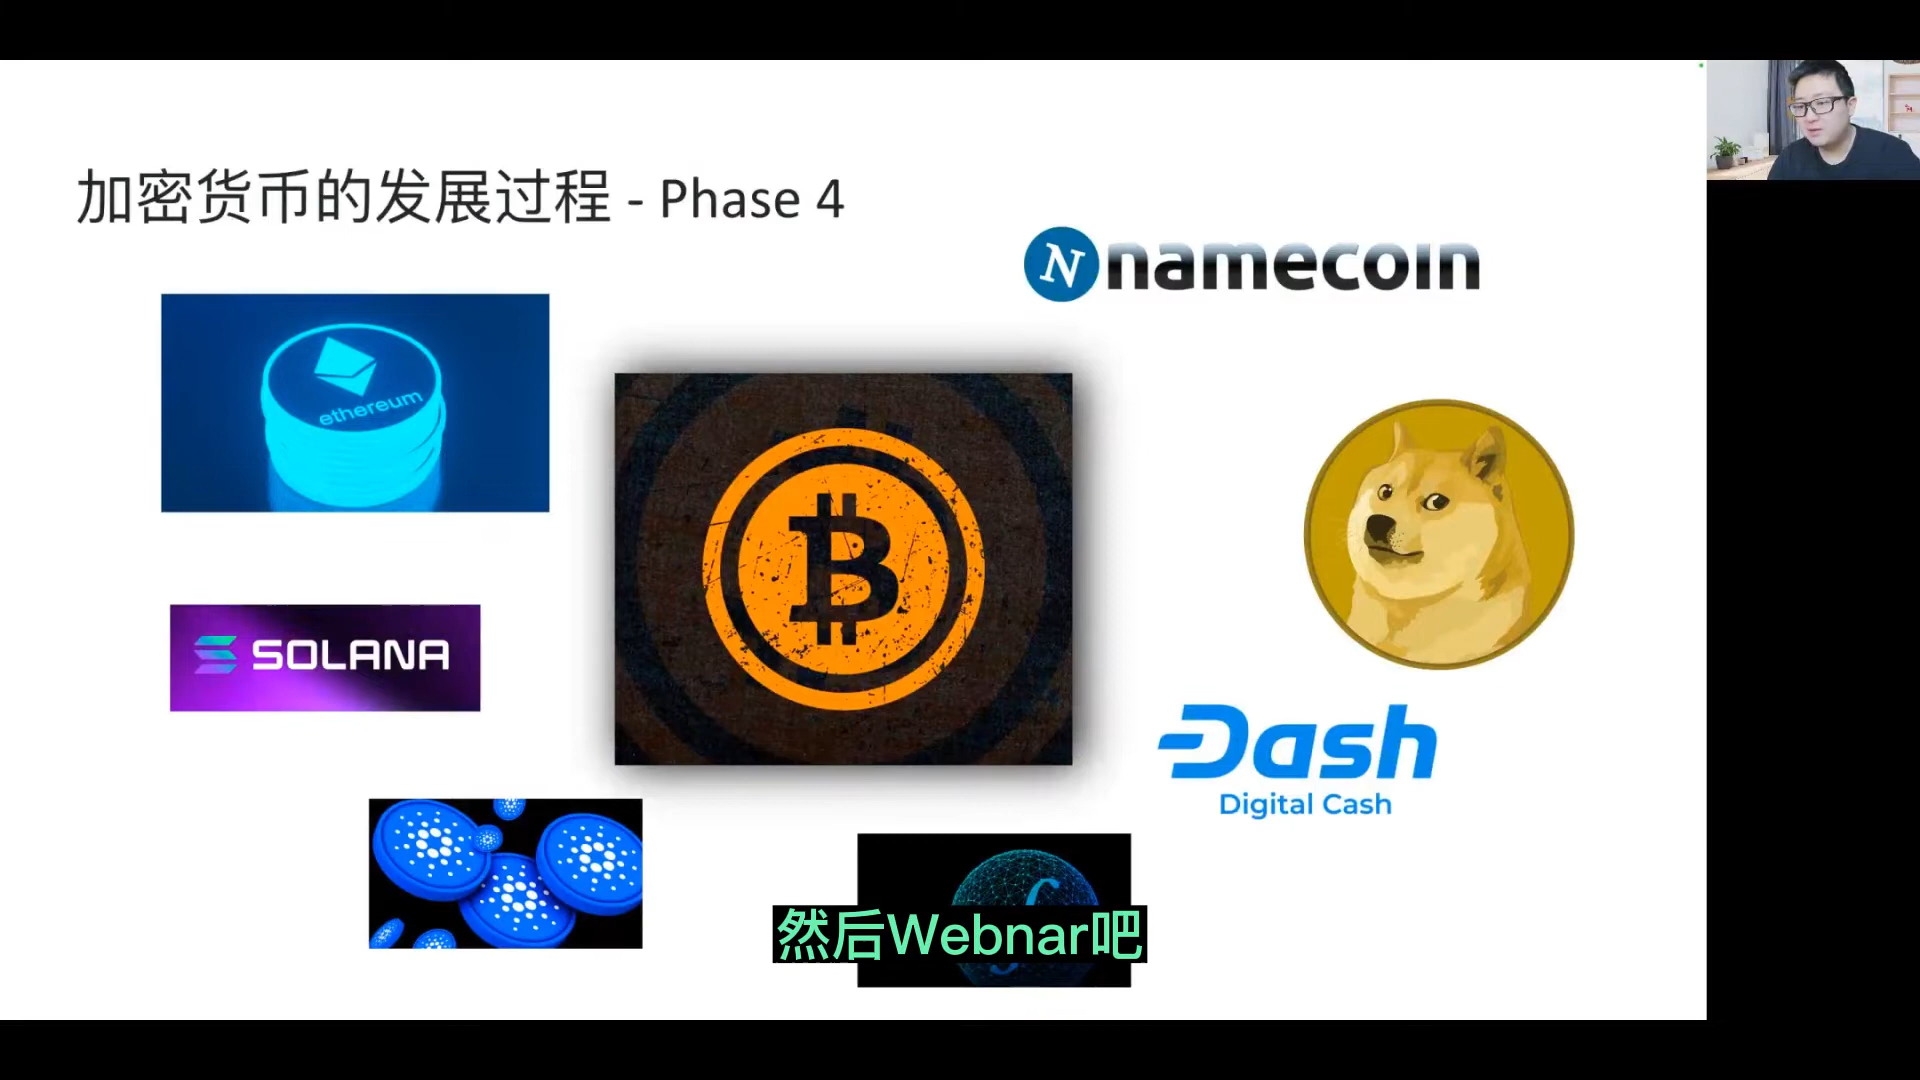 加密货币的发展过程 - Phase 4
N namecoin
ethereum
B
SOLANA
Dash
Digital Cash
然后Webnar吧